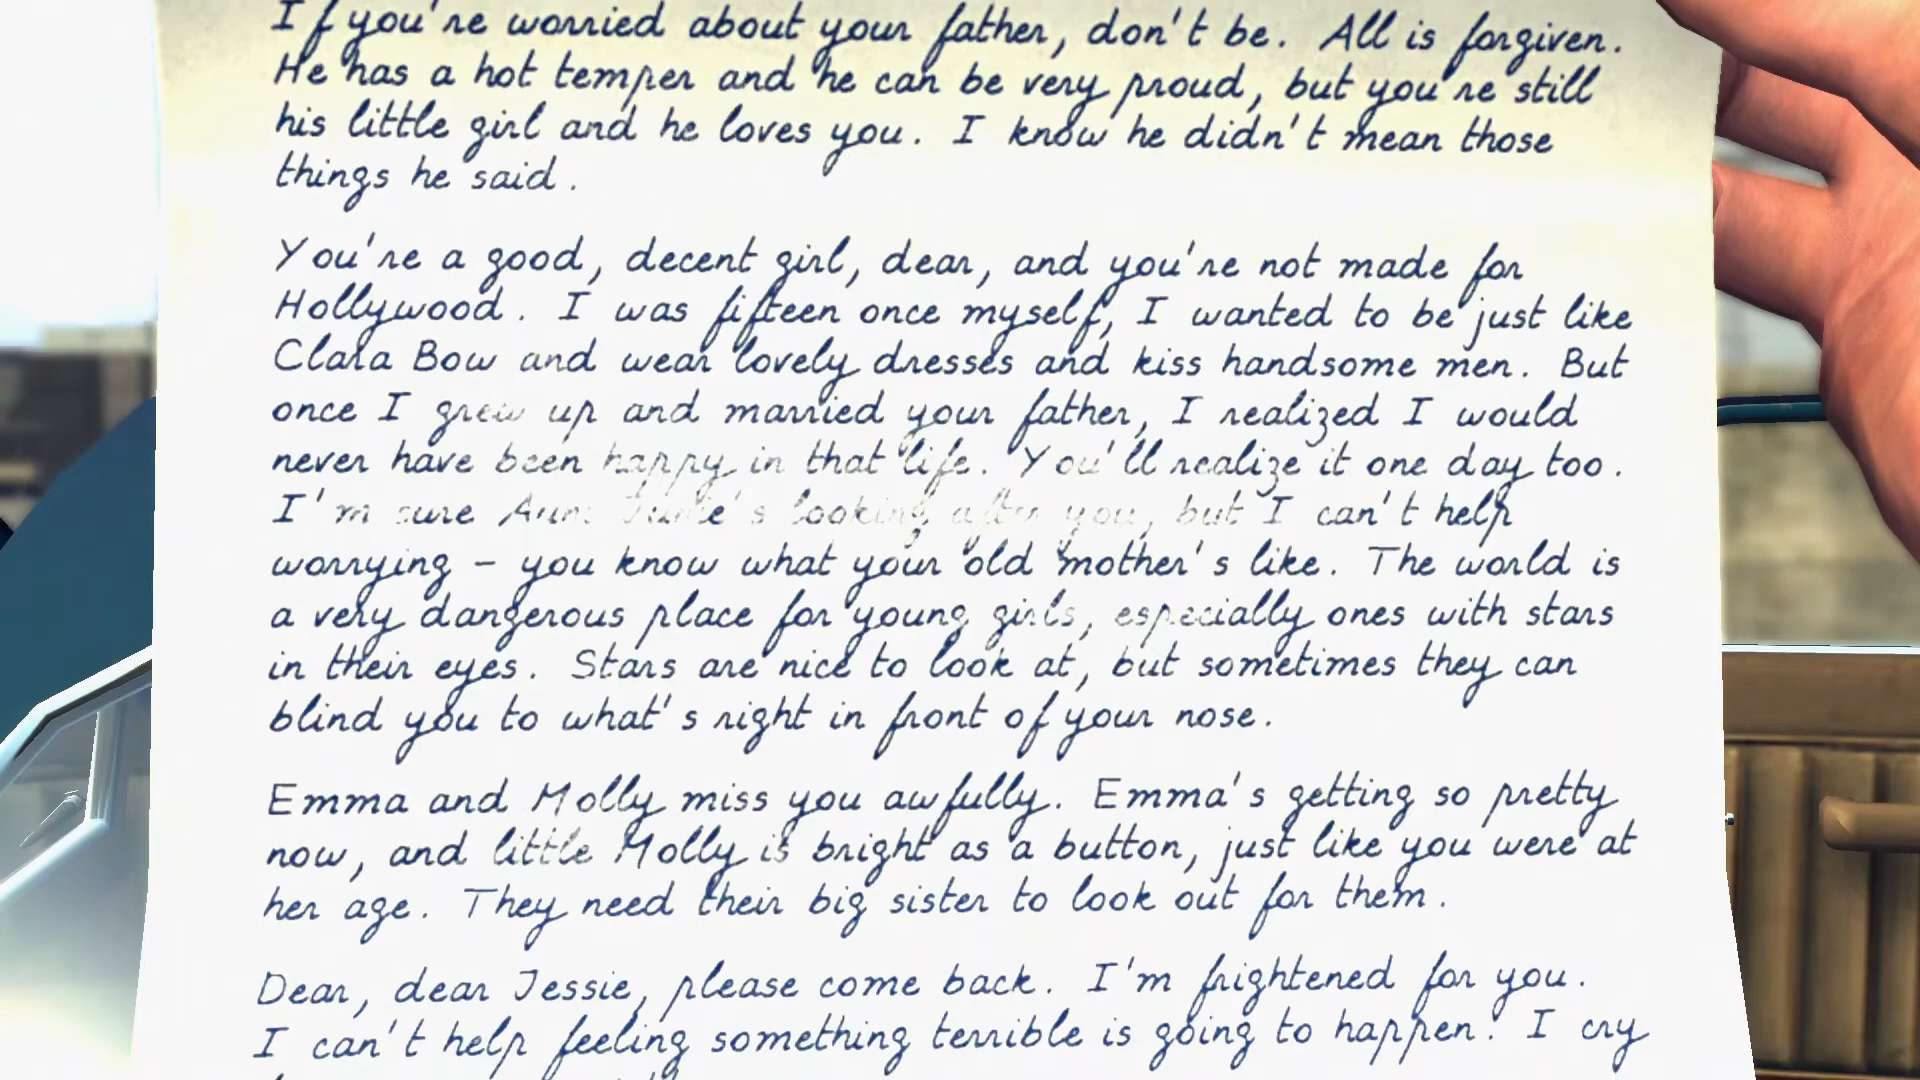 If you're worried about your father, don't be. All is forgiven.
He has a hot temper and he can be very proud, but you're still
his little girl and he loves you. I know he didn't mean those
things he said.
You're a good, decent girl, dear, and you're not made for
Hollywood. I was fifteen once myself, I wanted to be just like
Clara Bow and wear lovely dresses and kiss handsome men. But
once I grew up and married your father, I realized I would
never have been happy in that life. You'll realize it one day too.
I'm sure Aunt looking after you, but I can't help
worrying - you know what your old mother's like. The world is
a very dangerous place for young girls, especially ones with stars
in their eyes. Stars are nice to look at, but sometimes they can
blind you to what's right in front of your nose.
Emma and Molly miss you awfully. Emma's getting so pretty
now, and little Molly is bright as a button, just like you were at
her age. They need their big sister to look out for them.
Dear, dear Jessie, please come back. I'm frightened for you.
I can't help feeling something terrible is going to happen. I cry